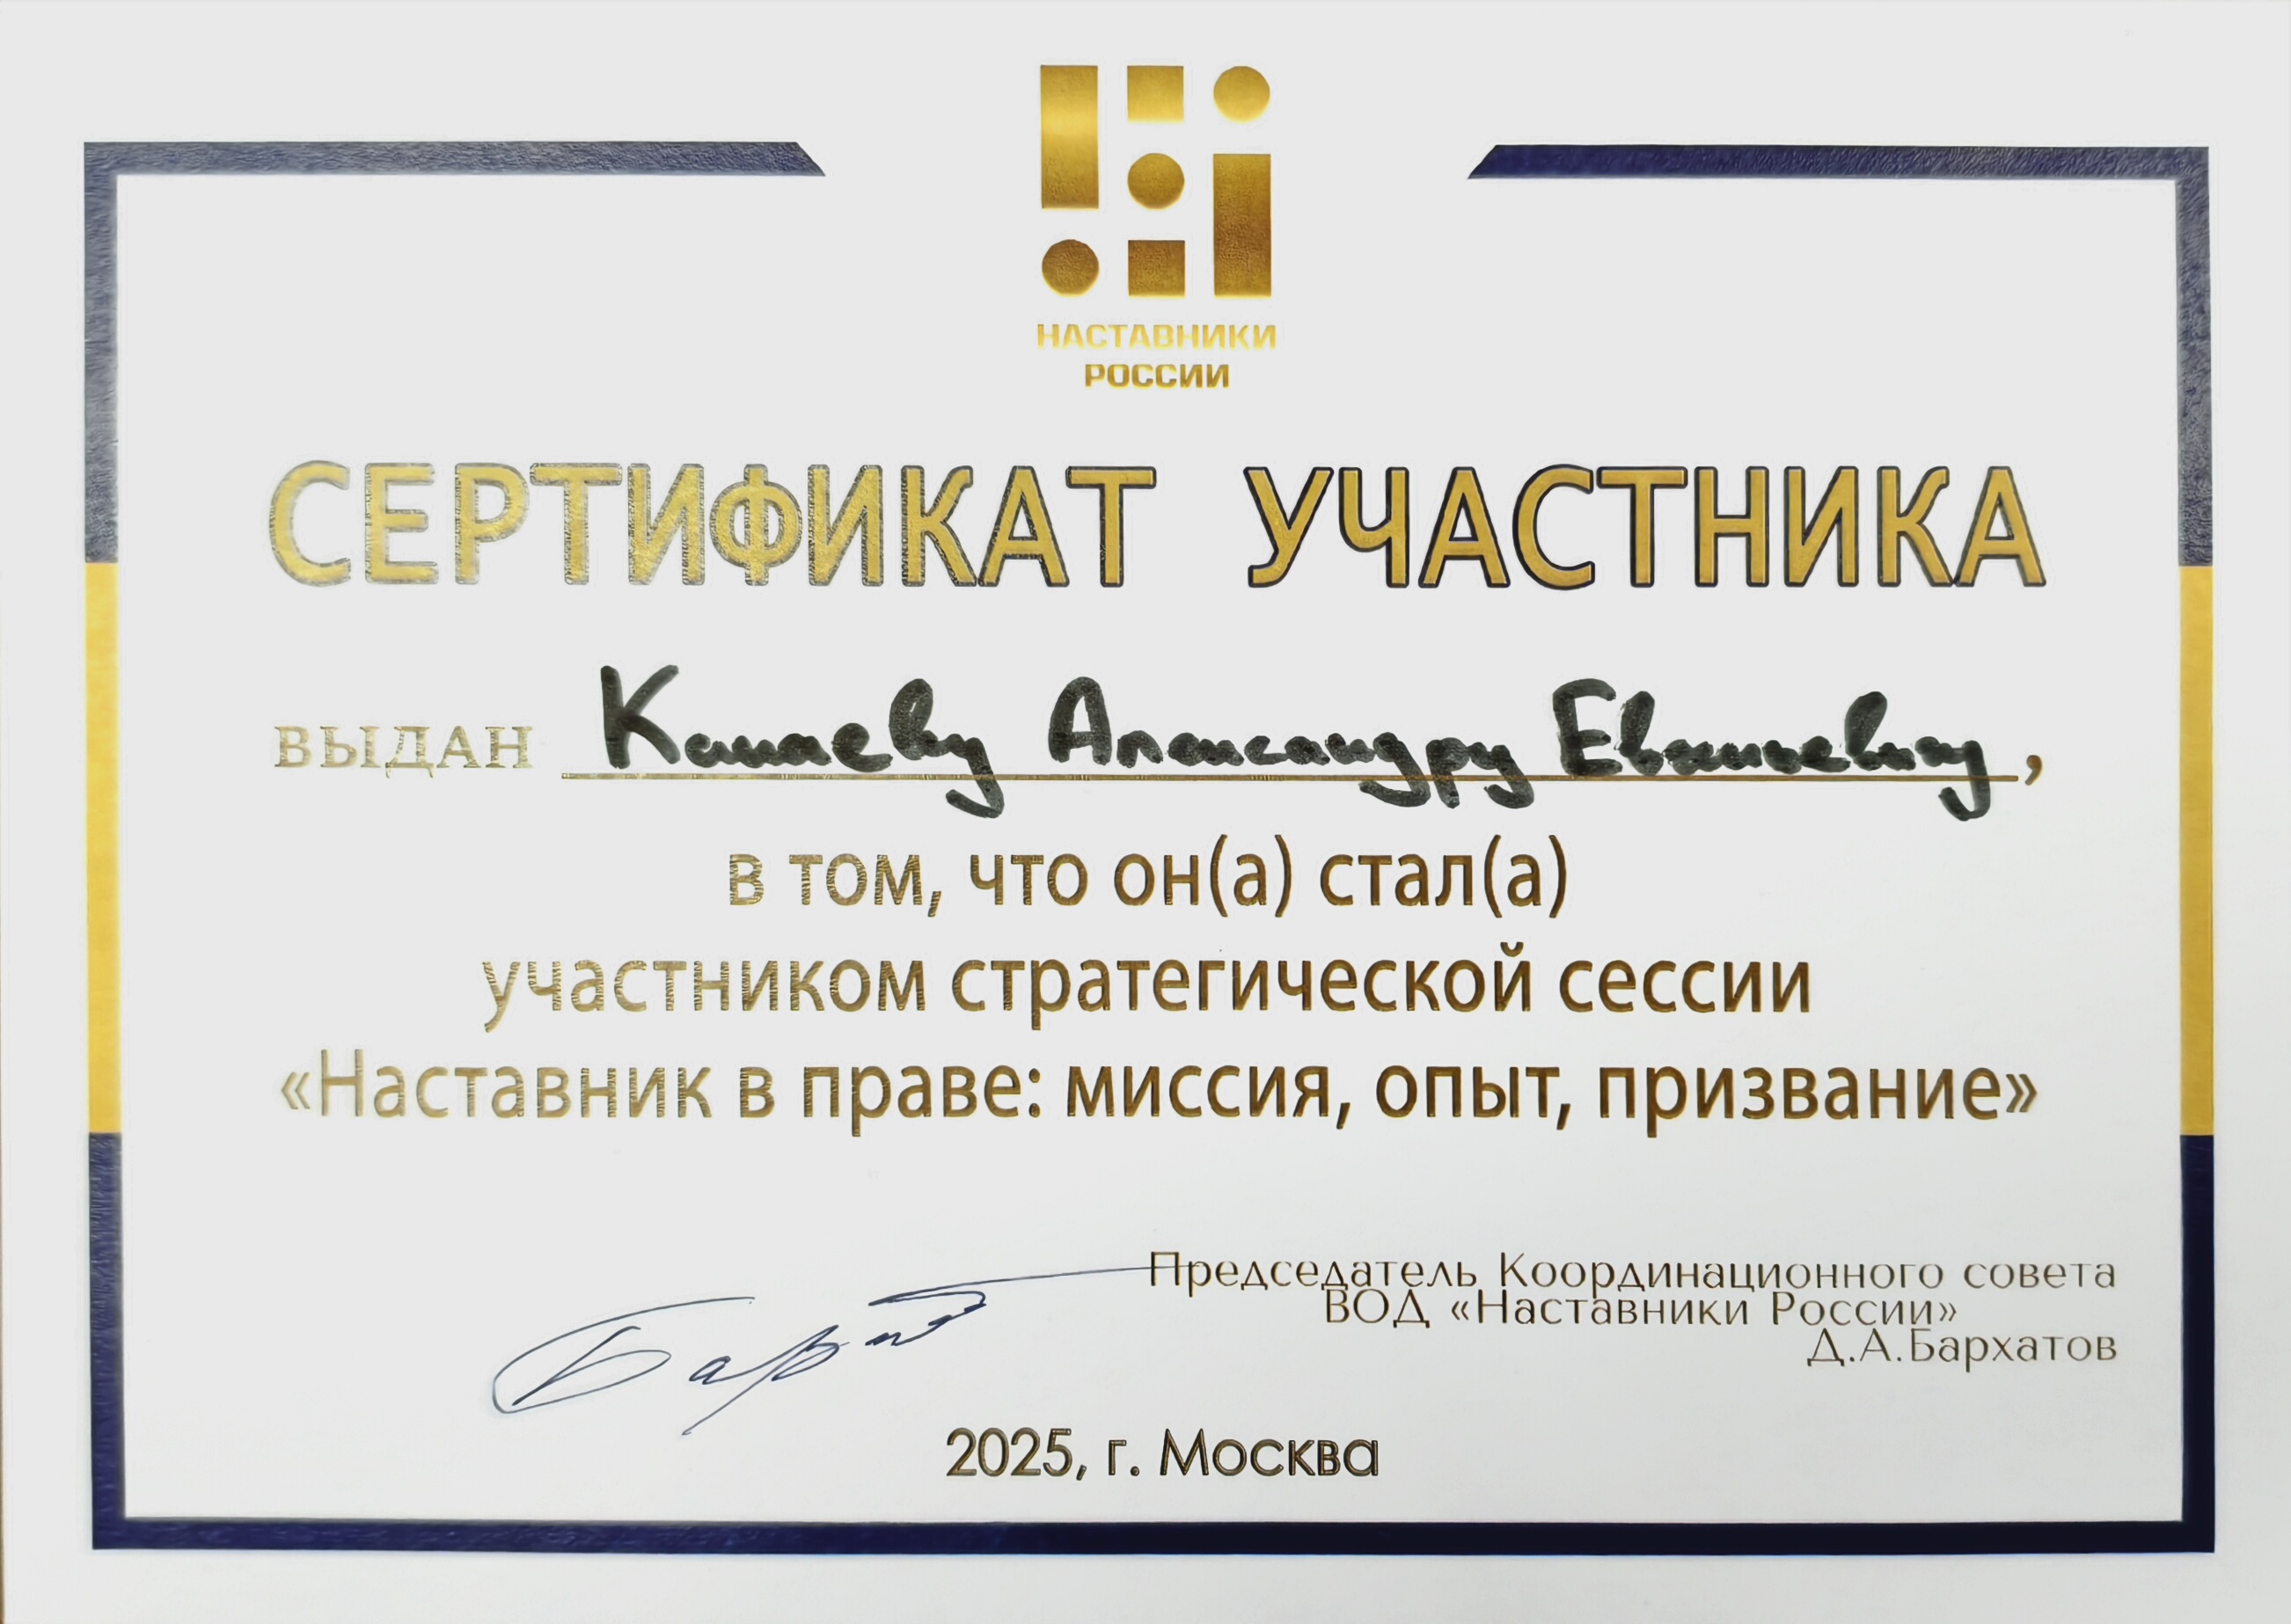 НАСТАВНИКИ
РОССИИ
СЕРТИФИКАТ УЧАСТНИКА
ВЫДАН Александру ,
в том, что он(а) стал(а)
участником стратегической сессии
«Наставник в праве: миссия, опыт, призвание»
Председатель Координационного совета
ВОД «Наставники России»
Д.А.Бархатов
2025, г. Москва